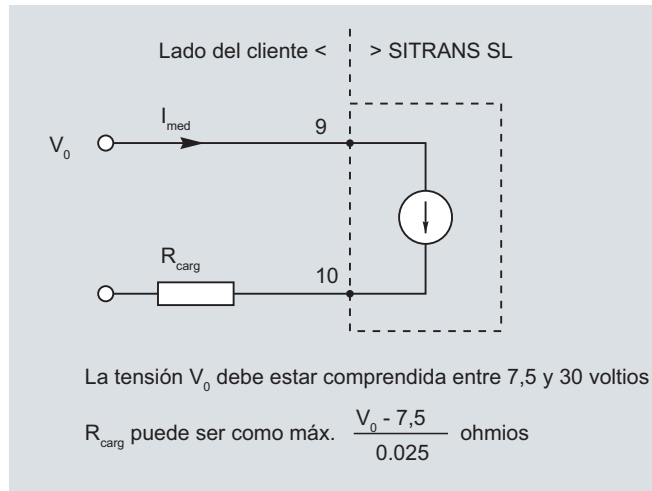 Lado del cliente < > SITRANS SL
I_med
9
V_0
R_carg
10
La tensión V_0 debe estar comprendida entre 7,5 y 30 voltios
R_carg puede ser como máx. V_0 - 7,5 ohmios
0.025